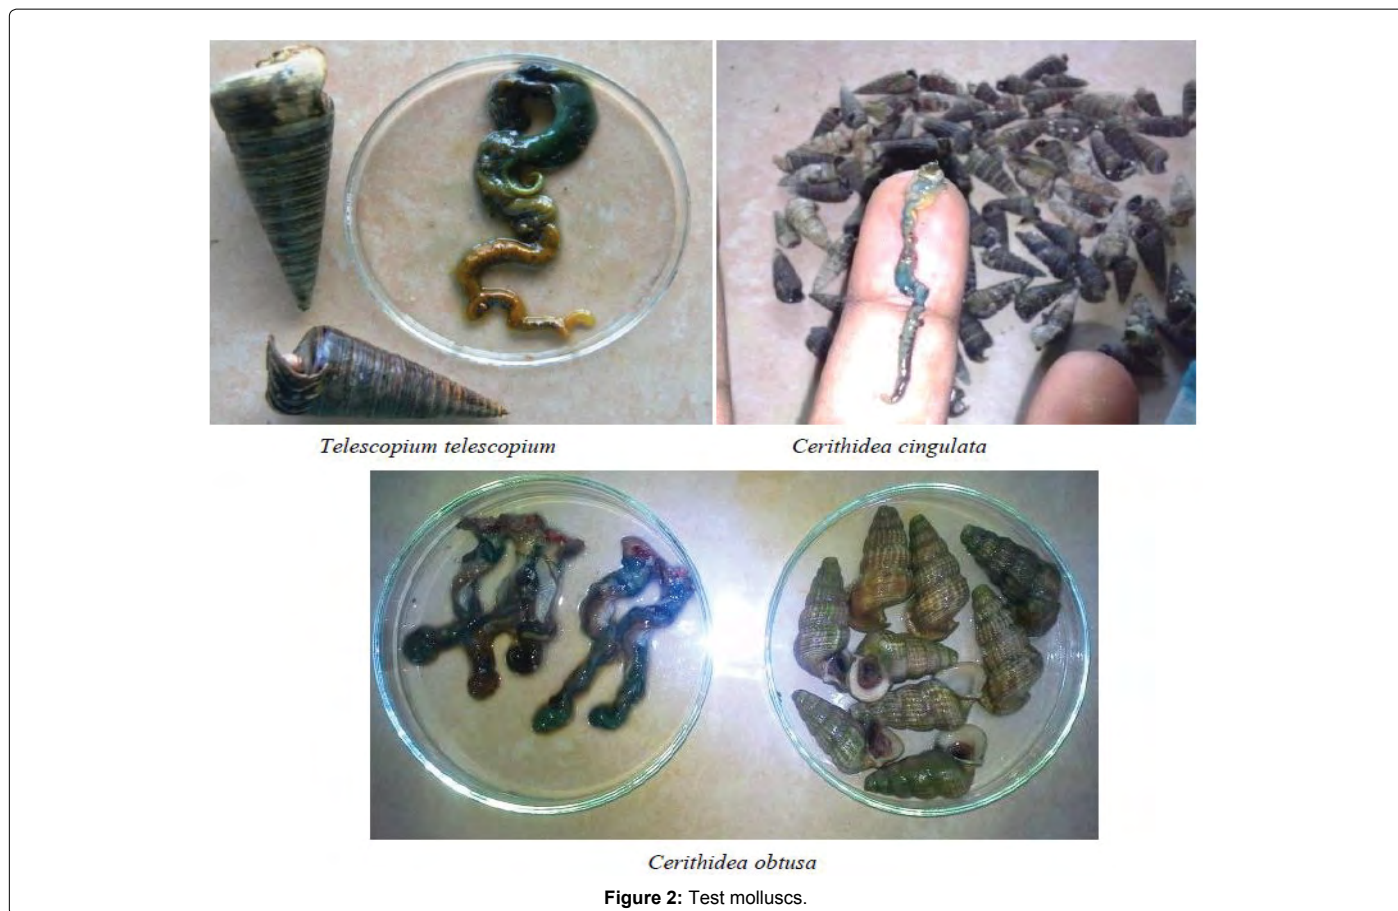 Telescopium telescopium
Cerithidea cingulata
Cerithidea obtusa
Figure 2: Test molluscs.